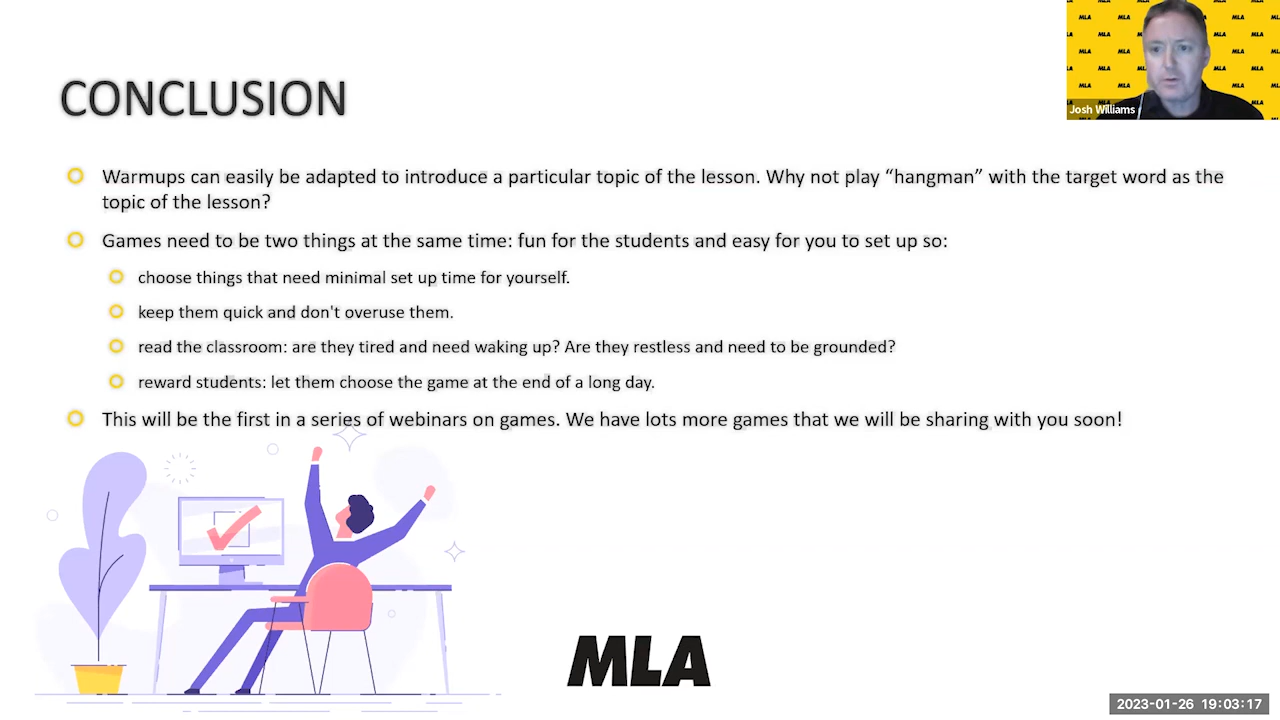 CONCLUSION
Warmups can easily be adapted to introduce a particular topic of the lesson. Why not play “hangman” with the target word as the
topic of the lesson?
Games need to be two things at the same time: fun for the students and easy for you to set up so:
choose things that need minimal set up time for yourself.
keep them quick and don't overuse them.
read the classroom: are they tired and need waking up? Are they restless and need to be grounded?
reward students: let them choose the game at the end of a long day.
This will be the first in a series of webinars on games. We have lots more games that we will be sharing with you soon!
MLA
Josh Williams
2023-01-26 19:03:17